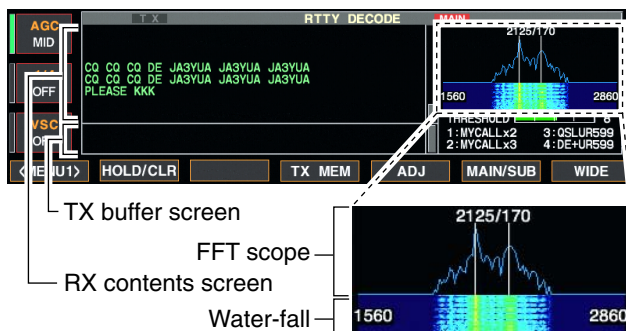 AGC TX RTTY DECODE MAIN
MID
2125/170
CQ CQ CQ DE JA3YUA JA3YUA JA3YUA
CQ CQ CQ DE JA3YUA JA3YUA JA3YUA
OFF PLEASE KKK
1560 2860
THRESHOLD 8
VSC
1:MYCALLx2 3:QSLUR599
2:MYCALLx3 4:DE+UR599
<MENU1> HOLD/CLR TX MEM ADJ MAIN/SUB WIDE
TX buffer screen
2125/170
FFT scope
RX contents screen
Water-fall
1560 2860